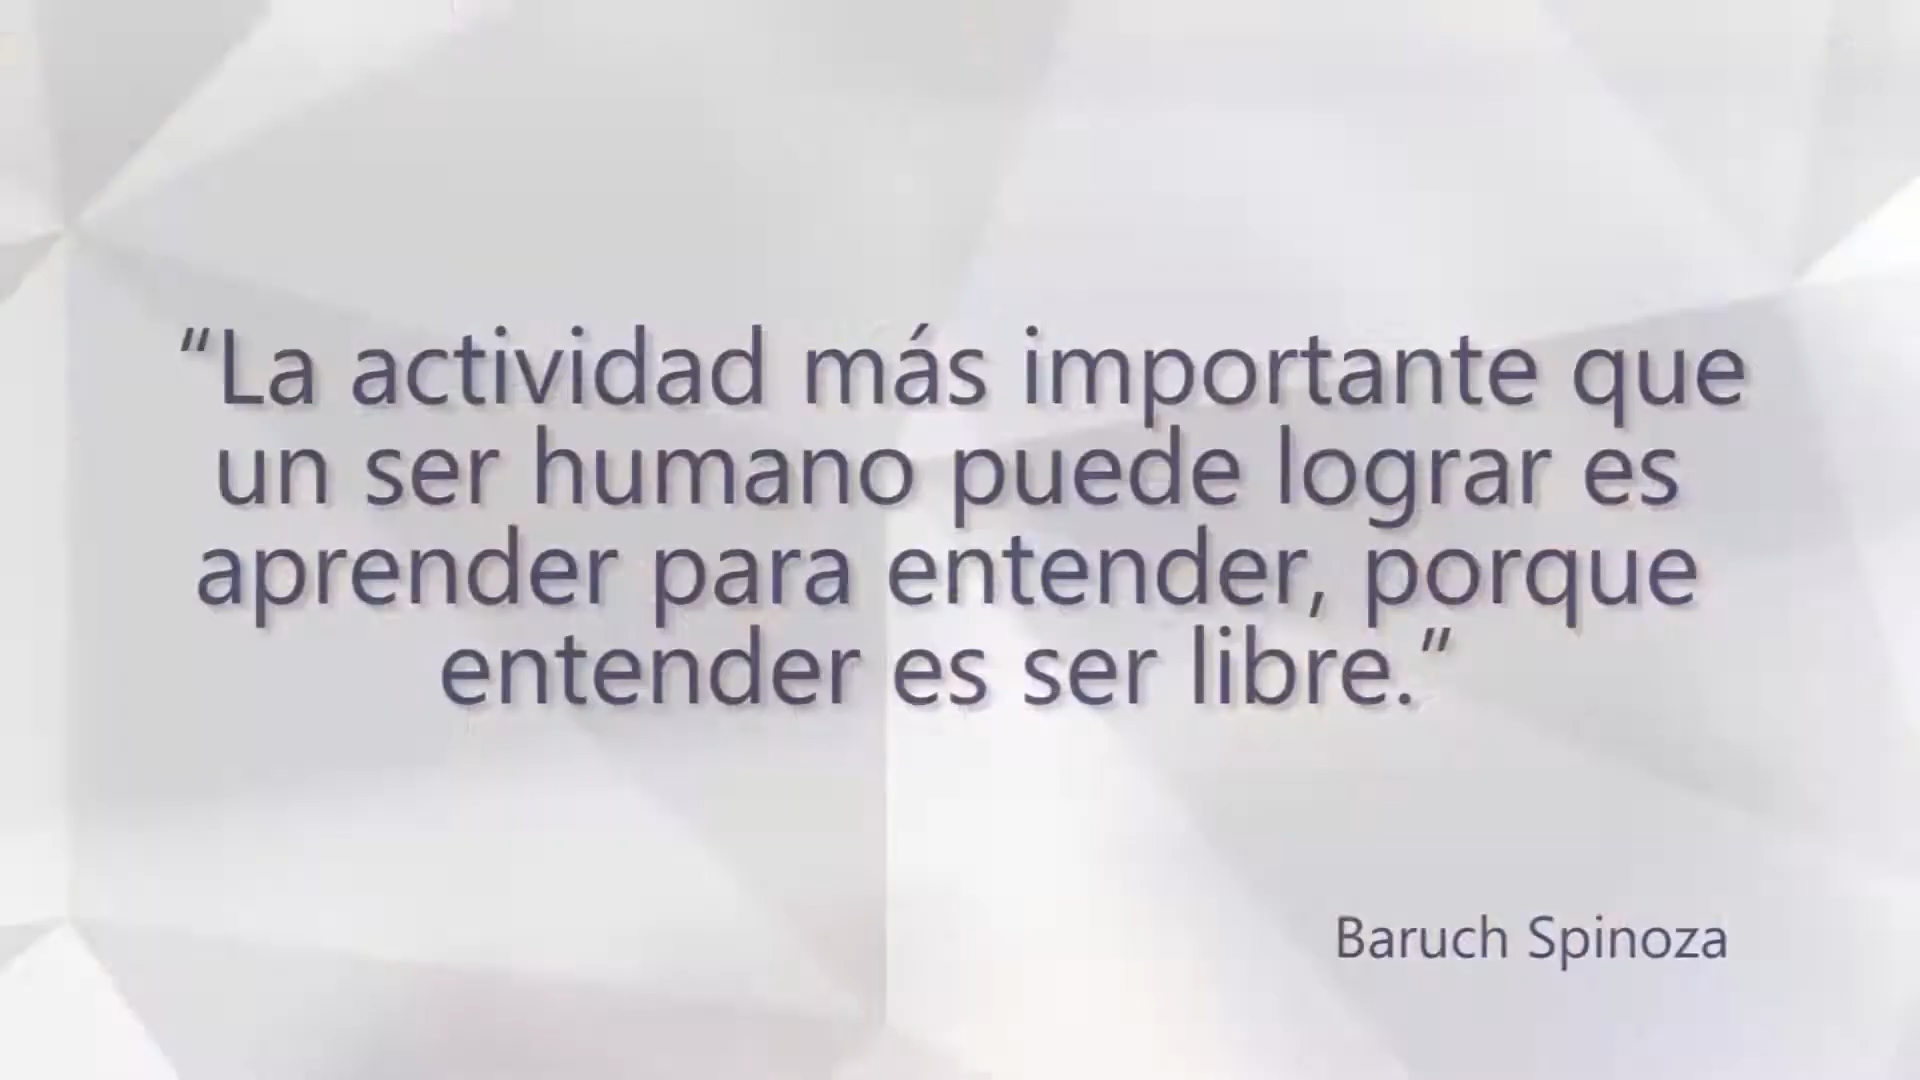 “La actividad más importante que
un ser humano puede lograr es
aprender para entender, porque
entender es ser libre.”
Baruch Spinoza